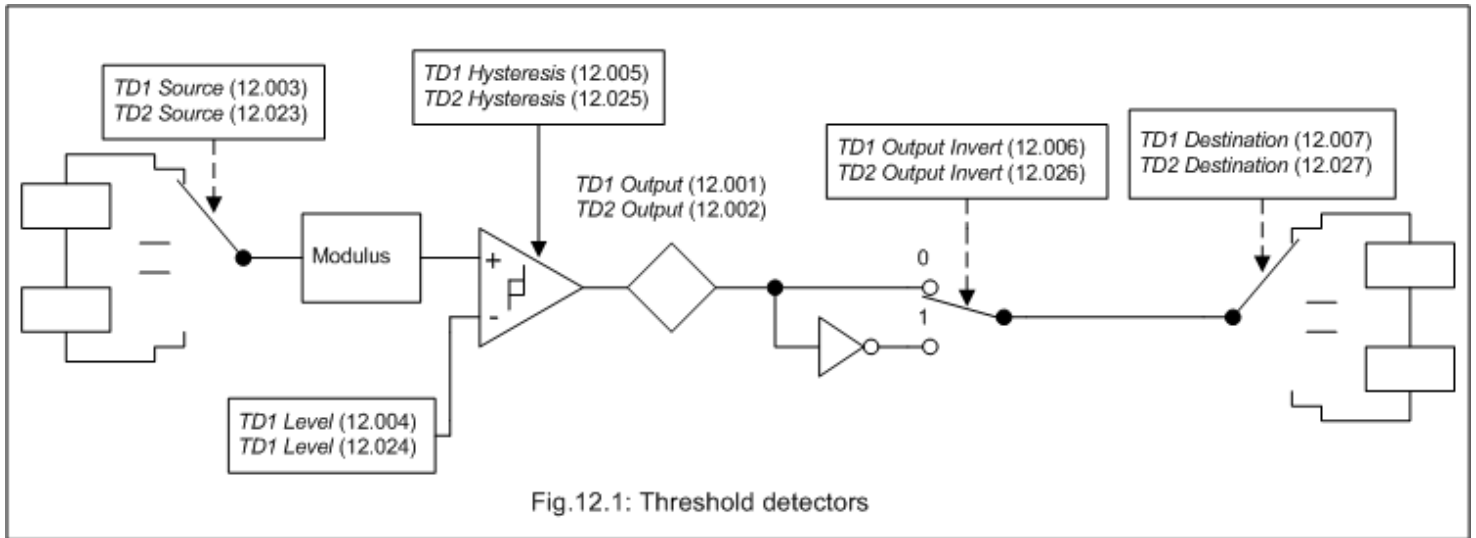 TD1 Source (12.003)
TD2 Source (12.023)
TD1 Hysteresis (12.005)
TD2 Hysteresis (12.025)
TD1 Output (12.001)
TD2 Output (12.002)
TD1 Output Invert (12.006)
TD2 Output Invert (12.026)
TD1 Destination (12.007)
TD2 Destination (12.027)
Modulus
+
-
0
1
TD1 Level (12.004)
TD1 Level (12.024)
Fig.12.1: Threshold detectors